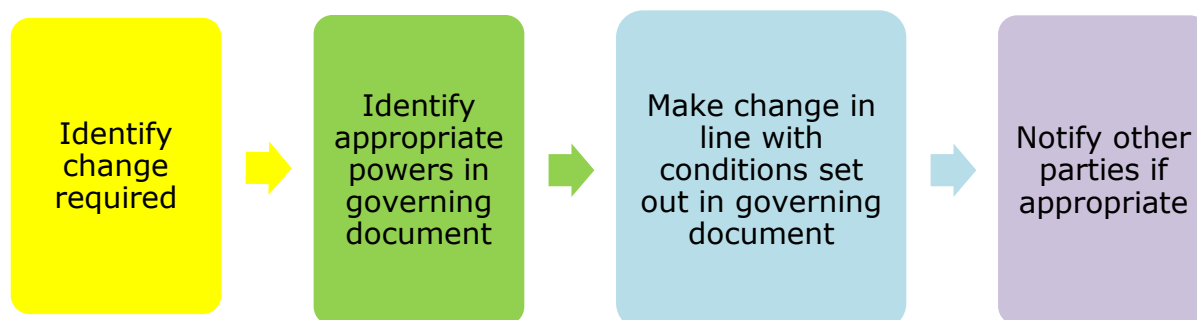 Identify
change
required
Identify
appropriate
powers in
governing
document
Make change in
line with
conditions set
out in governing
document
Notify other
parties if
appropriate